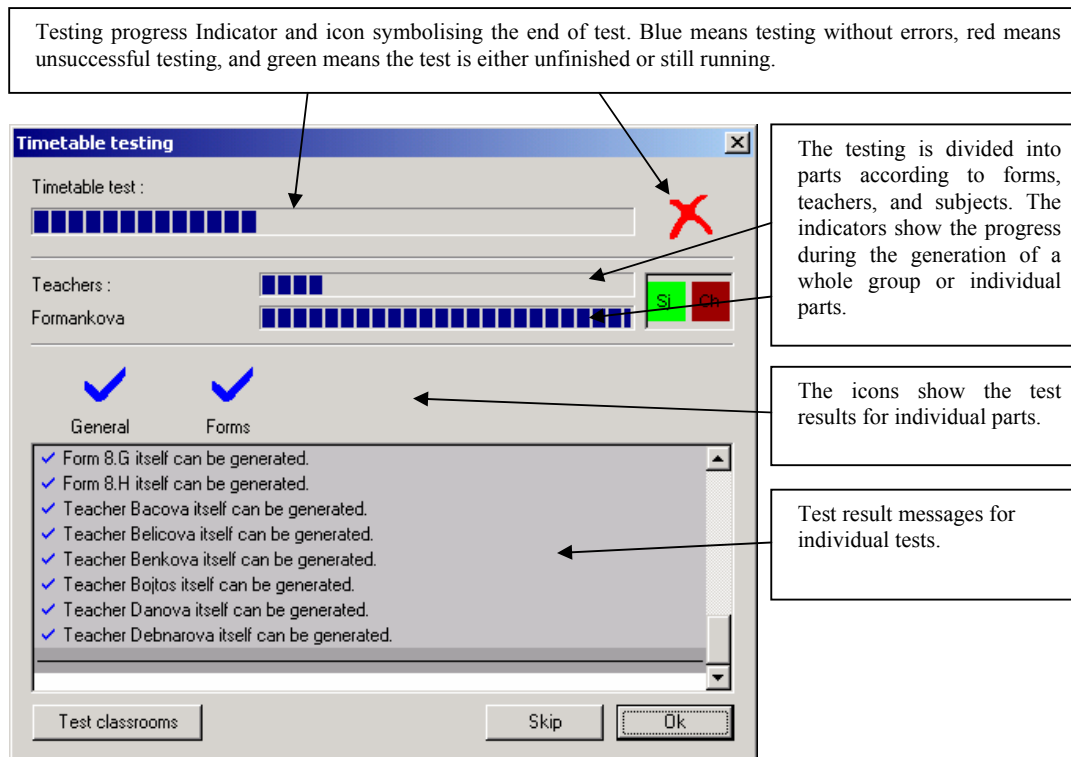 Testing progress Indicator and icon symbolising the end of test. Blue means testing without errors, red means
unsuccessful testing, and green means the test is either unfinished or still running.
Timetable testing
Timetable test :
Teachers :
Formankova
Sj Ch
General Forms
Form 8.G itself can be generated.
Form 8.H itself can be generated.
Teacher Bacova itself can be generated.
Teacher Belicova itself can be generated.
Teacher Benkova itself can be generated.
Teacher Bojtos itself can be generated.
Teacher Danova itself can be generated.
Teacher Debnarova itself can be generated.
Test classrooms Skip Ok
The testing is divided into
parts according to forms,
teachers, and subjects. The
indicators show the progress
during the generation of a
whole group or individual
parts.
The icons show the test
results for individual parts.
Test result messages for
individual tests.